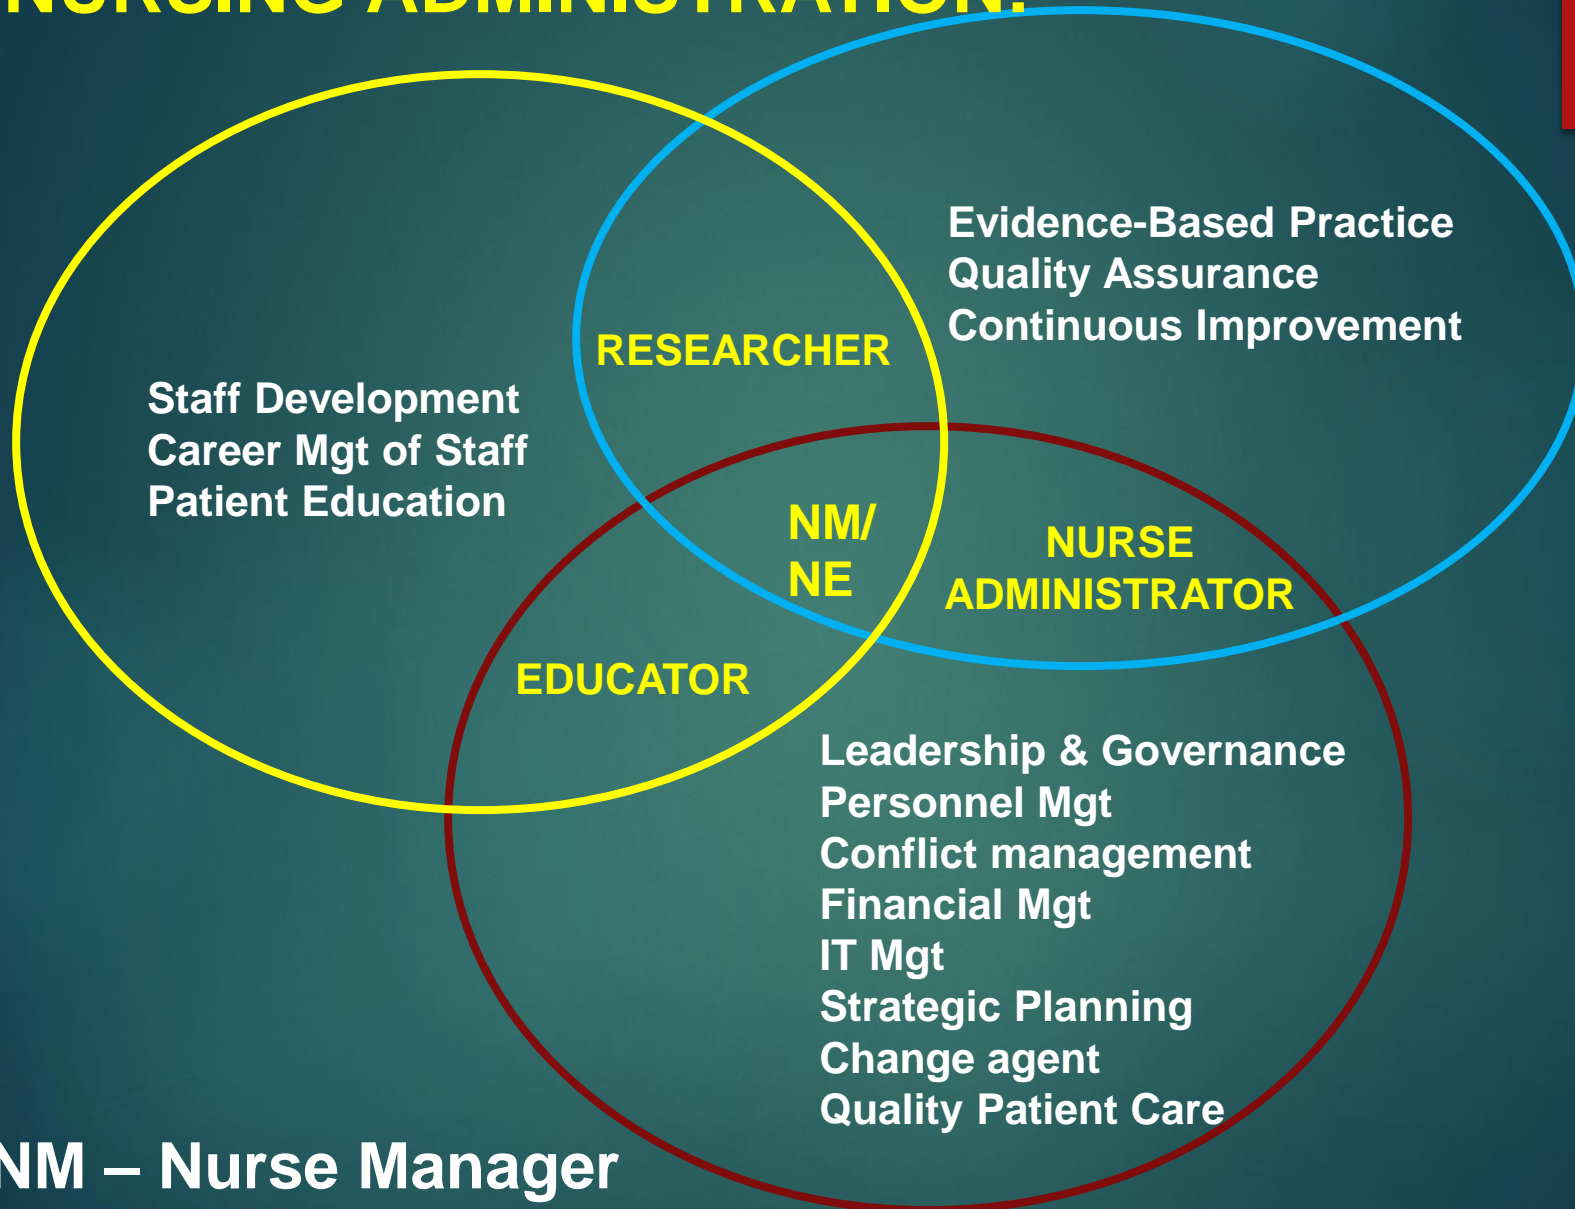 NURSING ADMINISTRATION:
Evidence-Based Practice
Quality Assurance
Continuous Improvement
RESEARCHER
Staff Development
Career Mgt of Staff
Patient Education
NM/
NE
NURSE
ADMINISTRATOR
EDUCATOR
Leadership & Governance
Personnel Mgt
Conflict management
Financial Mgt
IT Mgt
Strategic Planning
Change agent
Quality Patient Care
NM – Nurse Manager